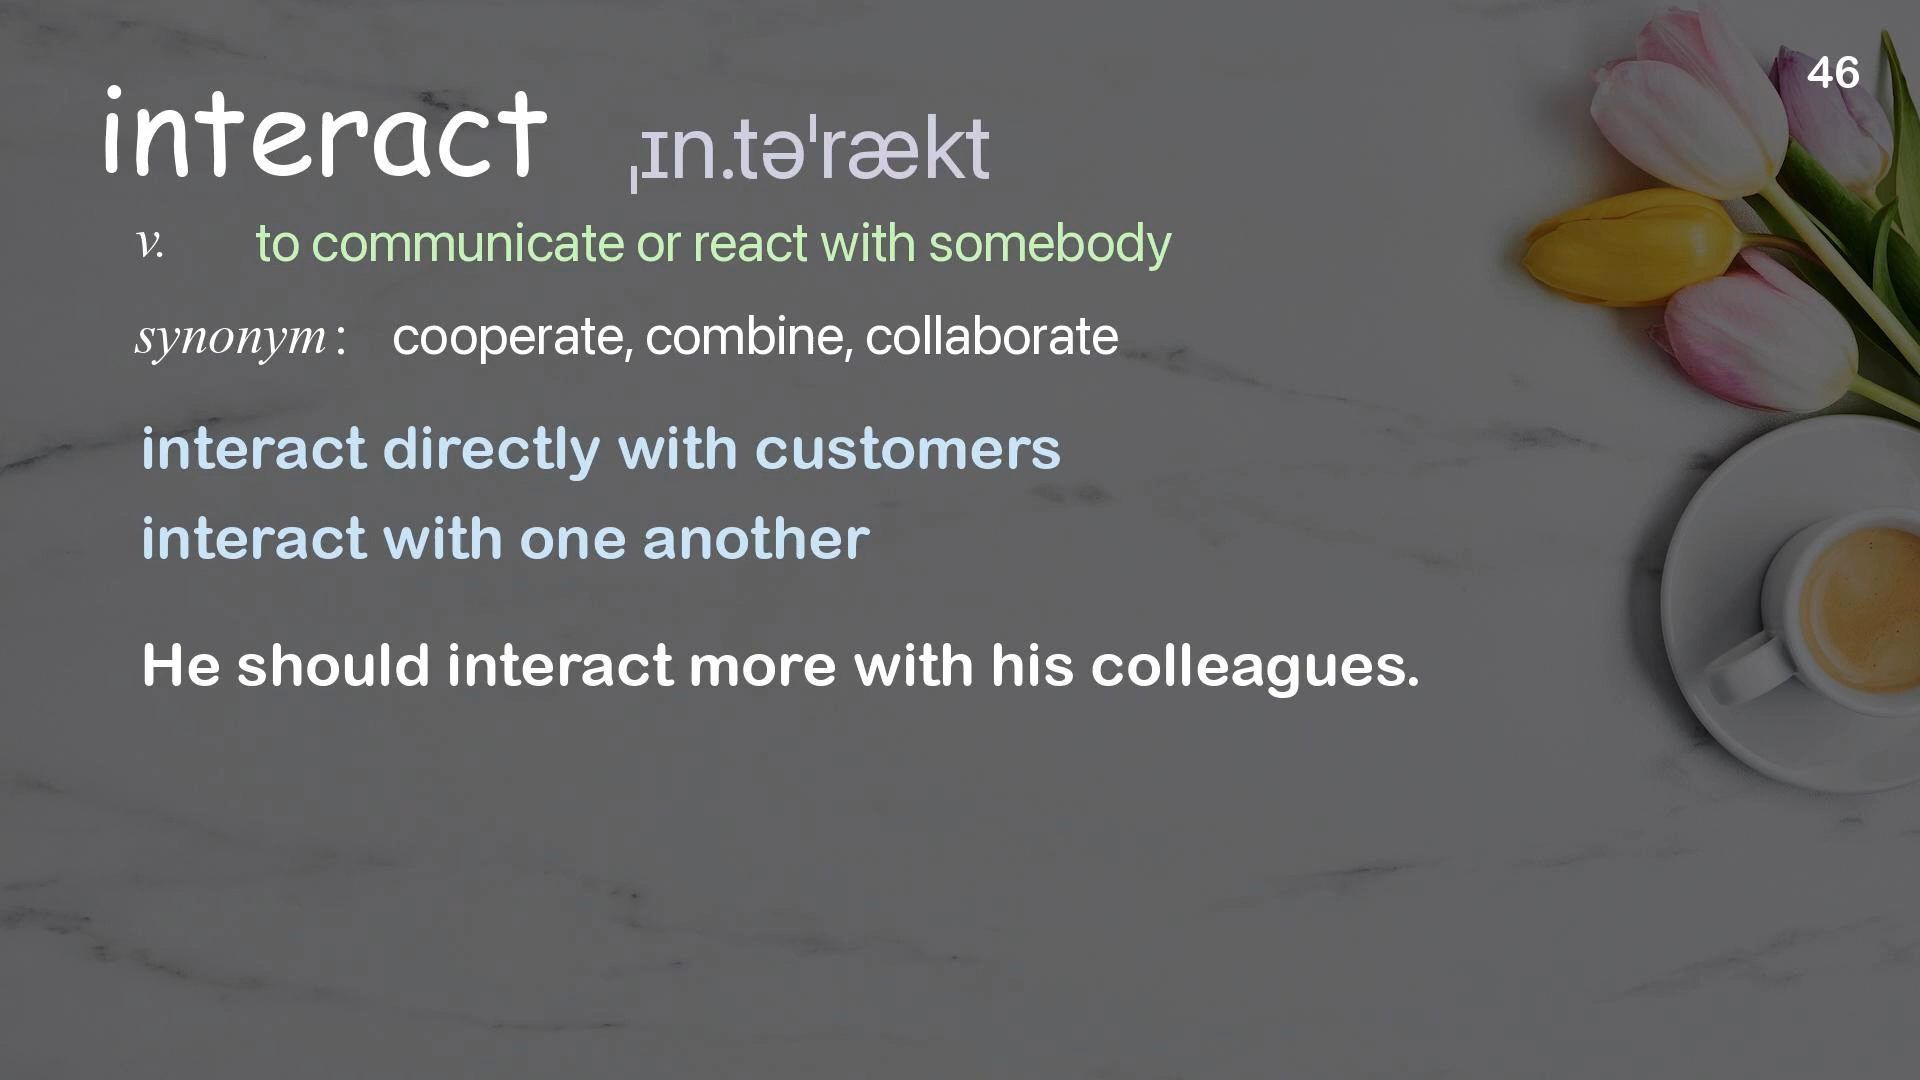 46
interact ˌɪn.təˈrækt
v. to communicate or react with somebody
synonym : cooperate, combine, collaborate
interact directly with customers
interact with one another
He should interact more with his colleagues.